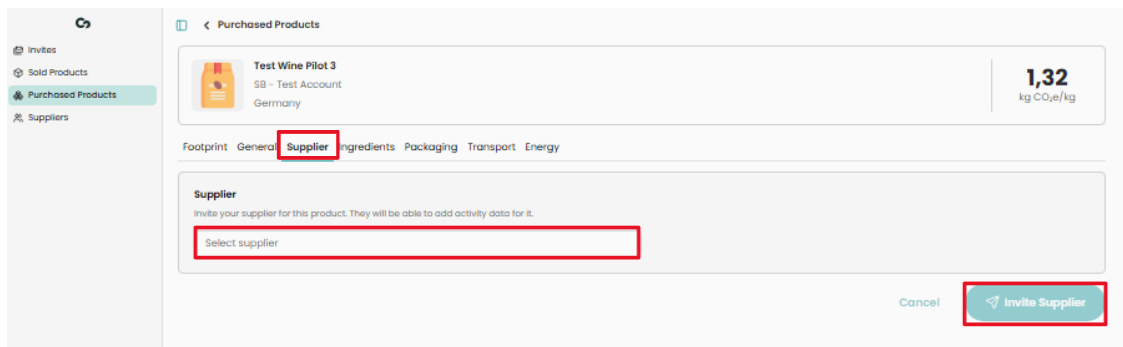 Invites
Sold Products
Purchased Products
Suppliers
Purchased Products
Test Wine Pilot 3
SB - Test Account
Germany
1,32
kg CO₂e/kg
Footprint General Supplier Ingredients Packaging Transport Energy
Supplier
Invite your supplier for this product. They will be able to add activity data for it.
Select supplier
Cancel Invite Supplier